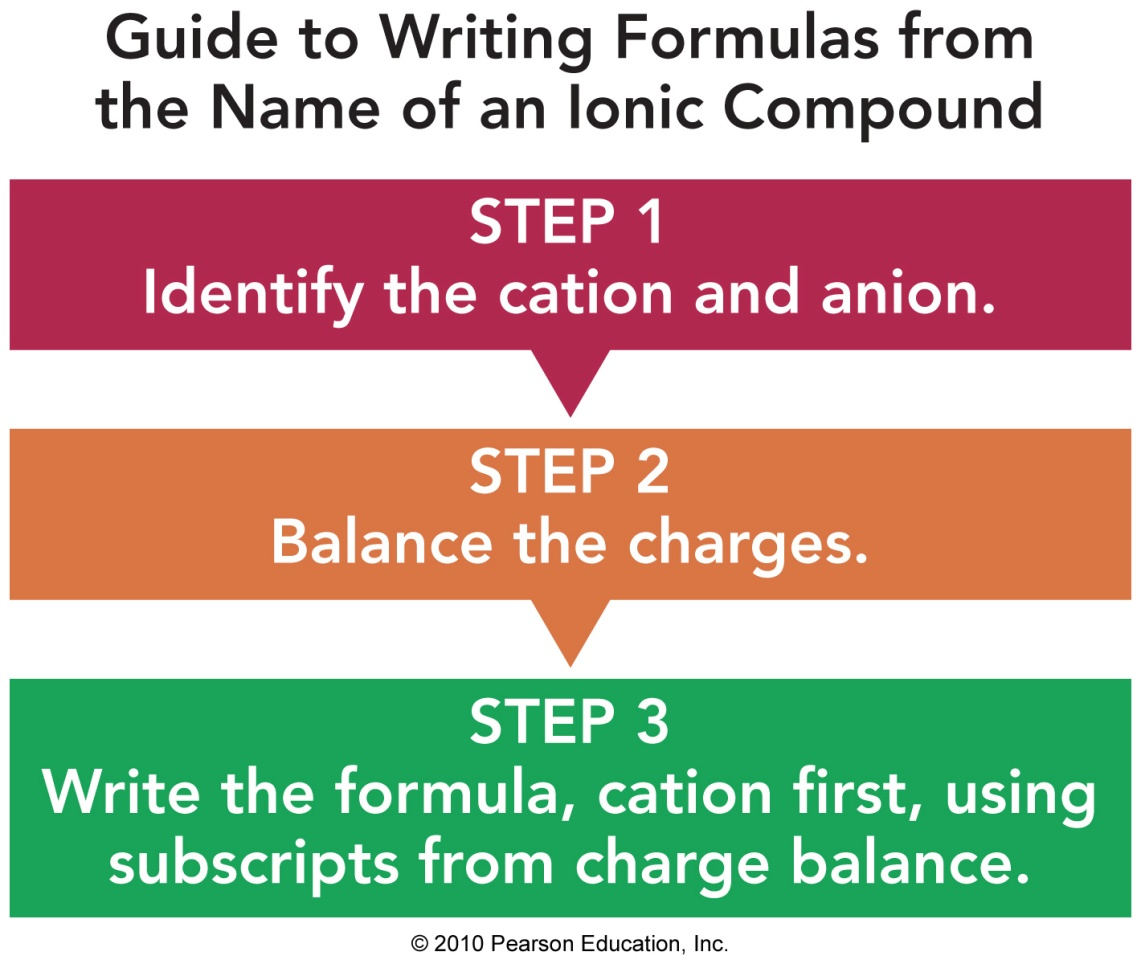 Guide to Writing Formulas from
the Name of an Ionic Compound
STEP 1
Identify the cation and anion.
STEP 2
Balance the charges.
STEP 3
Write the formula, cation first, using
subscripts from charge balance.
© 2010 Pearson Education, Inc.